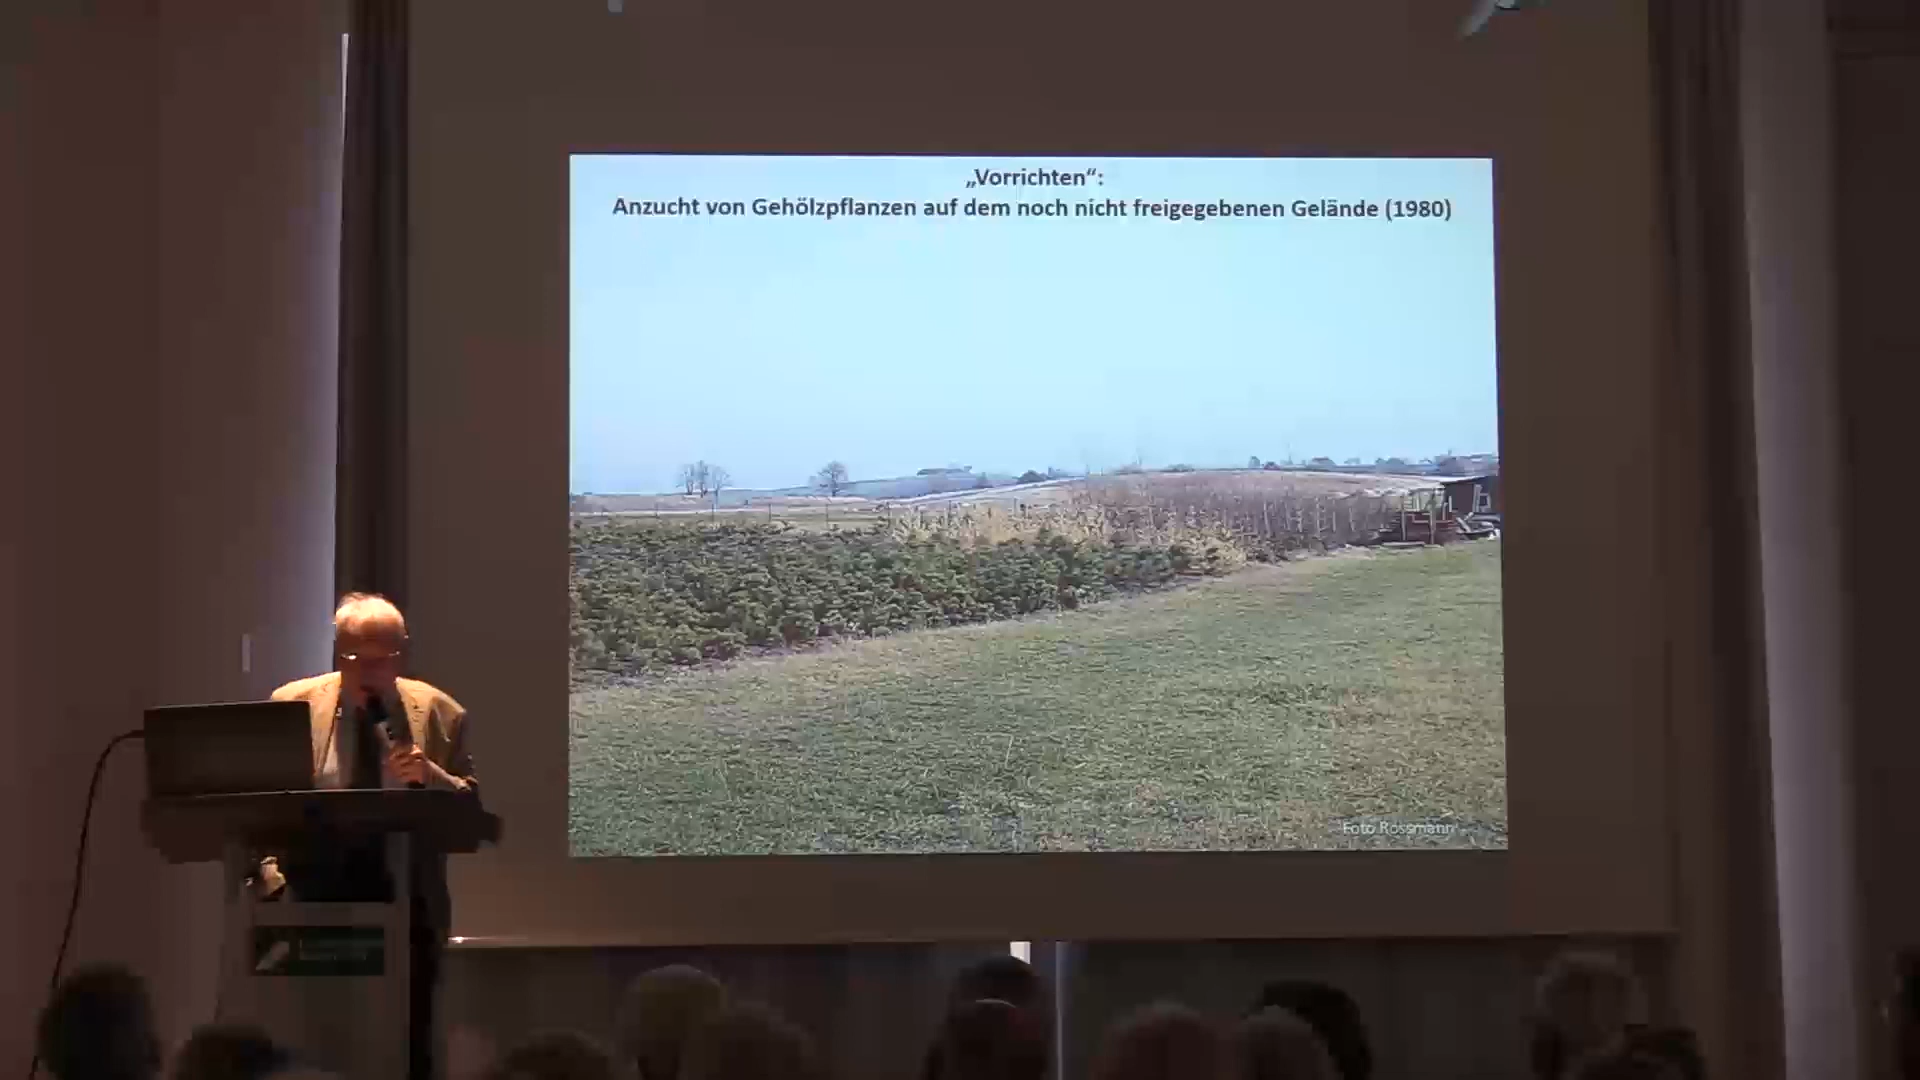 „Vorrichten“:
Anzucht von Gehölzpflanzen auf dem noch nicht freigegebenen Gelände (1980)
Foto Rossmann